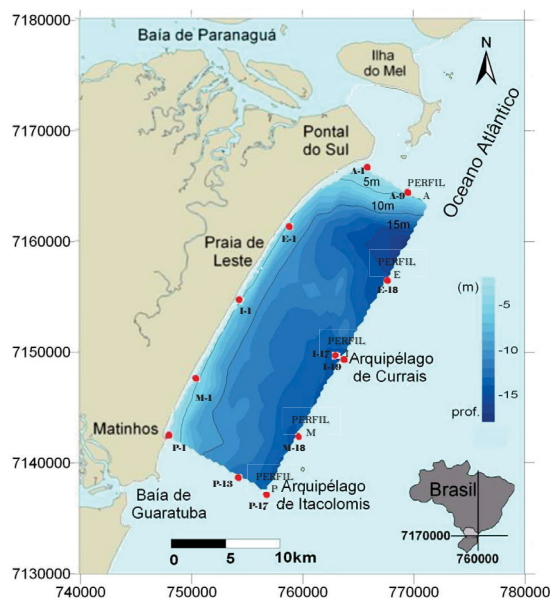 7180000
Baía de Paranaguá
Ilha
do Mel
N
7170000
Pontal
do Sul
Oceano Atlântico
A-1
5m
PERFIL
A-9
A
10m
15m
E-1
7160000
Praia de
Leste
PERFIL
E
E-18
(m)
-5
I-1
-10
7150000
PERFIL
I-17
I-19
Arquipélago
de Currais
-15
M-1
prof.
Matinhos
PERFIL
M
P-1
M-18
7140000
P-13
PERFIL
P
P-17
Arquipélago
de Itacolomis
Baía de
Guaratuba
Brasil
7170000
760000
0 5 10km
7130000
740000 750000 760000 770000 780000